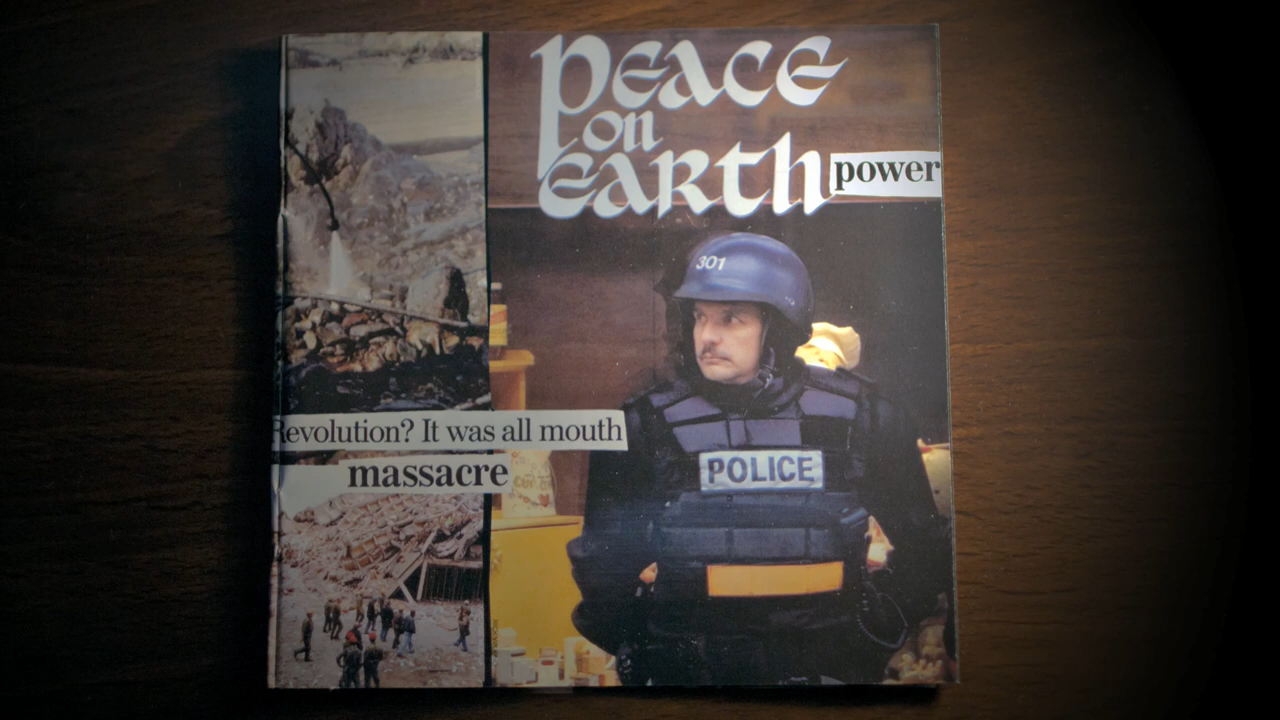 PEACE
on
EARTH
power
301
Revolution? It was all mouth
massacre
POLICE